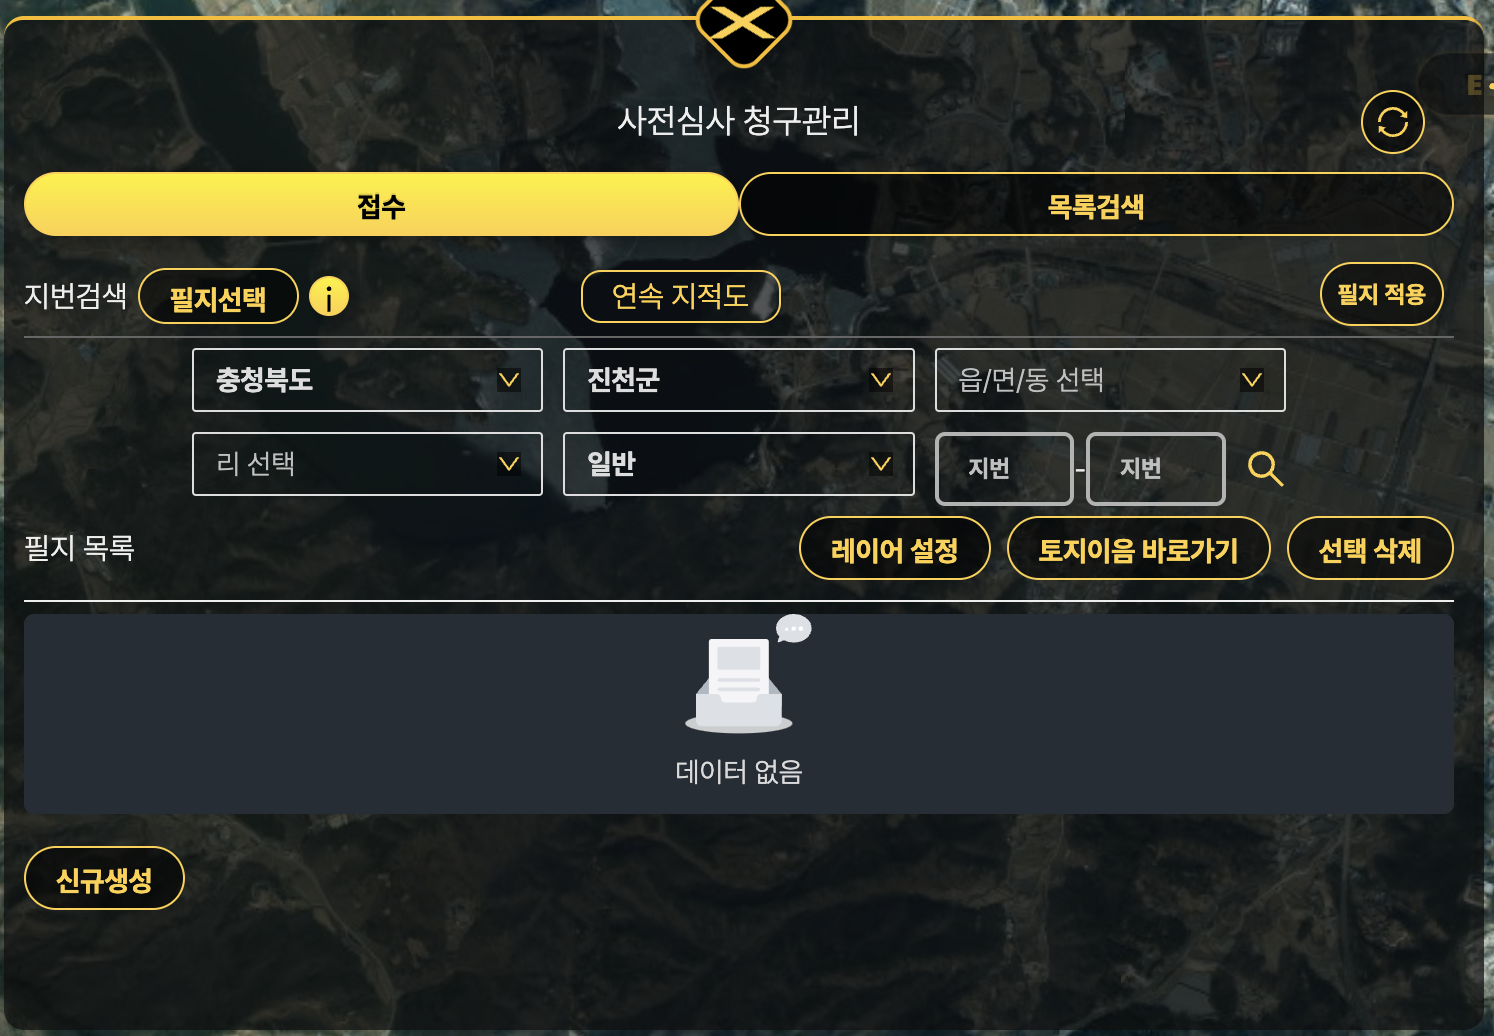 사전심사 청구관리
E
접수 목록검색
지번검색 필지선택 i 연속 지적도 필지 적용
충청북도 진천군 읍/면/동 선택
리 선택 일반 지번 - 지번
필지 목록 레이어 설정 토지이음 바로가기 선택 삭제
데이터 없음
신규생성